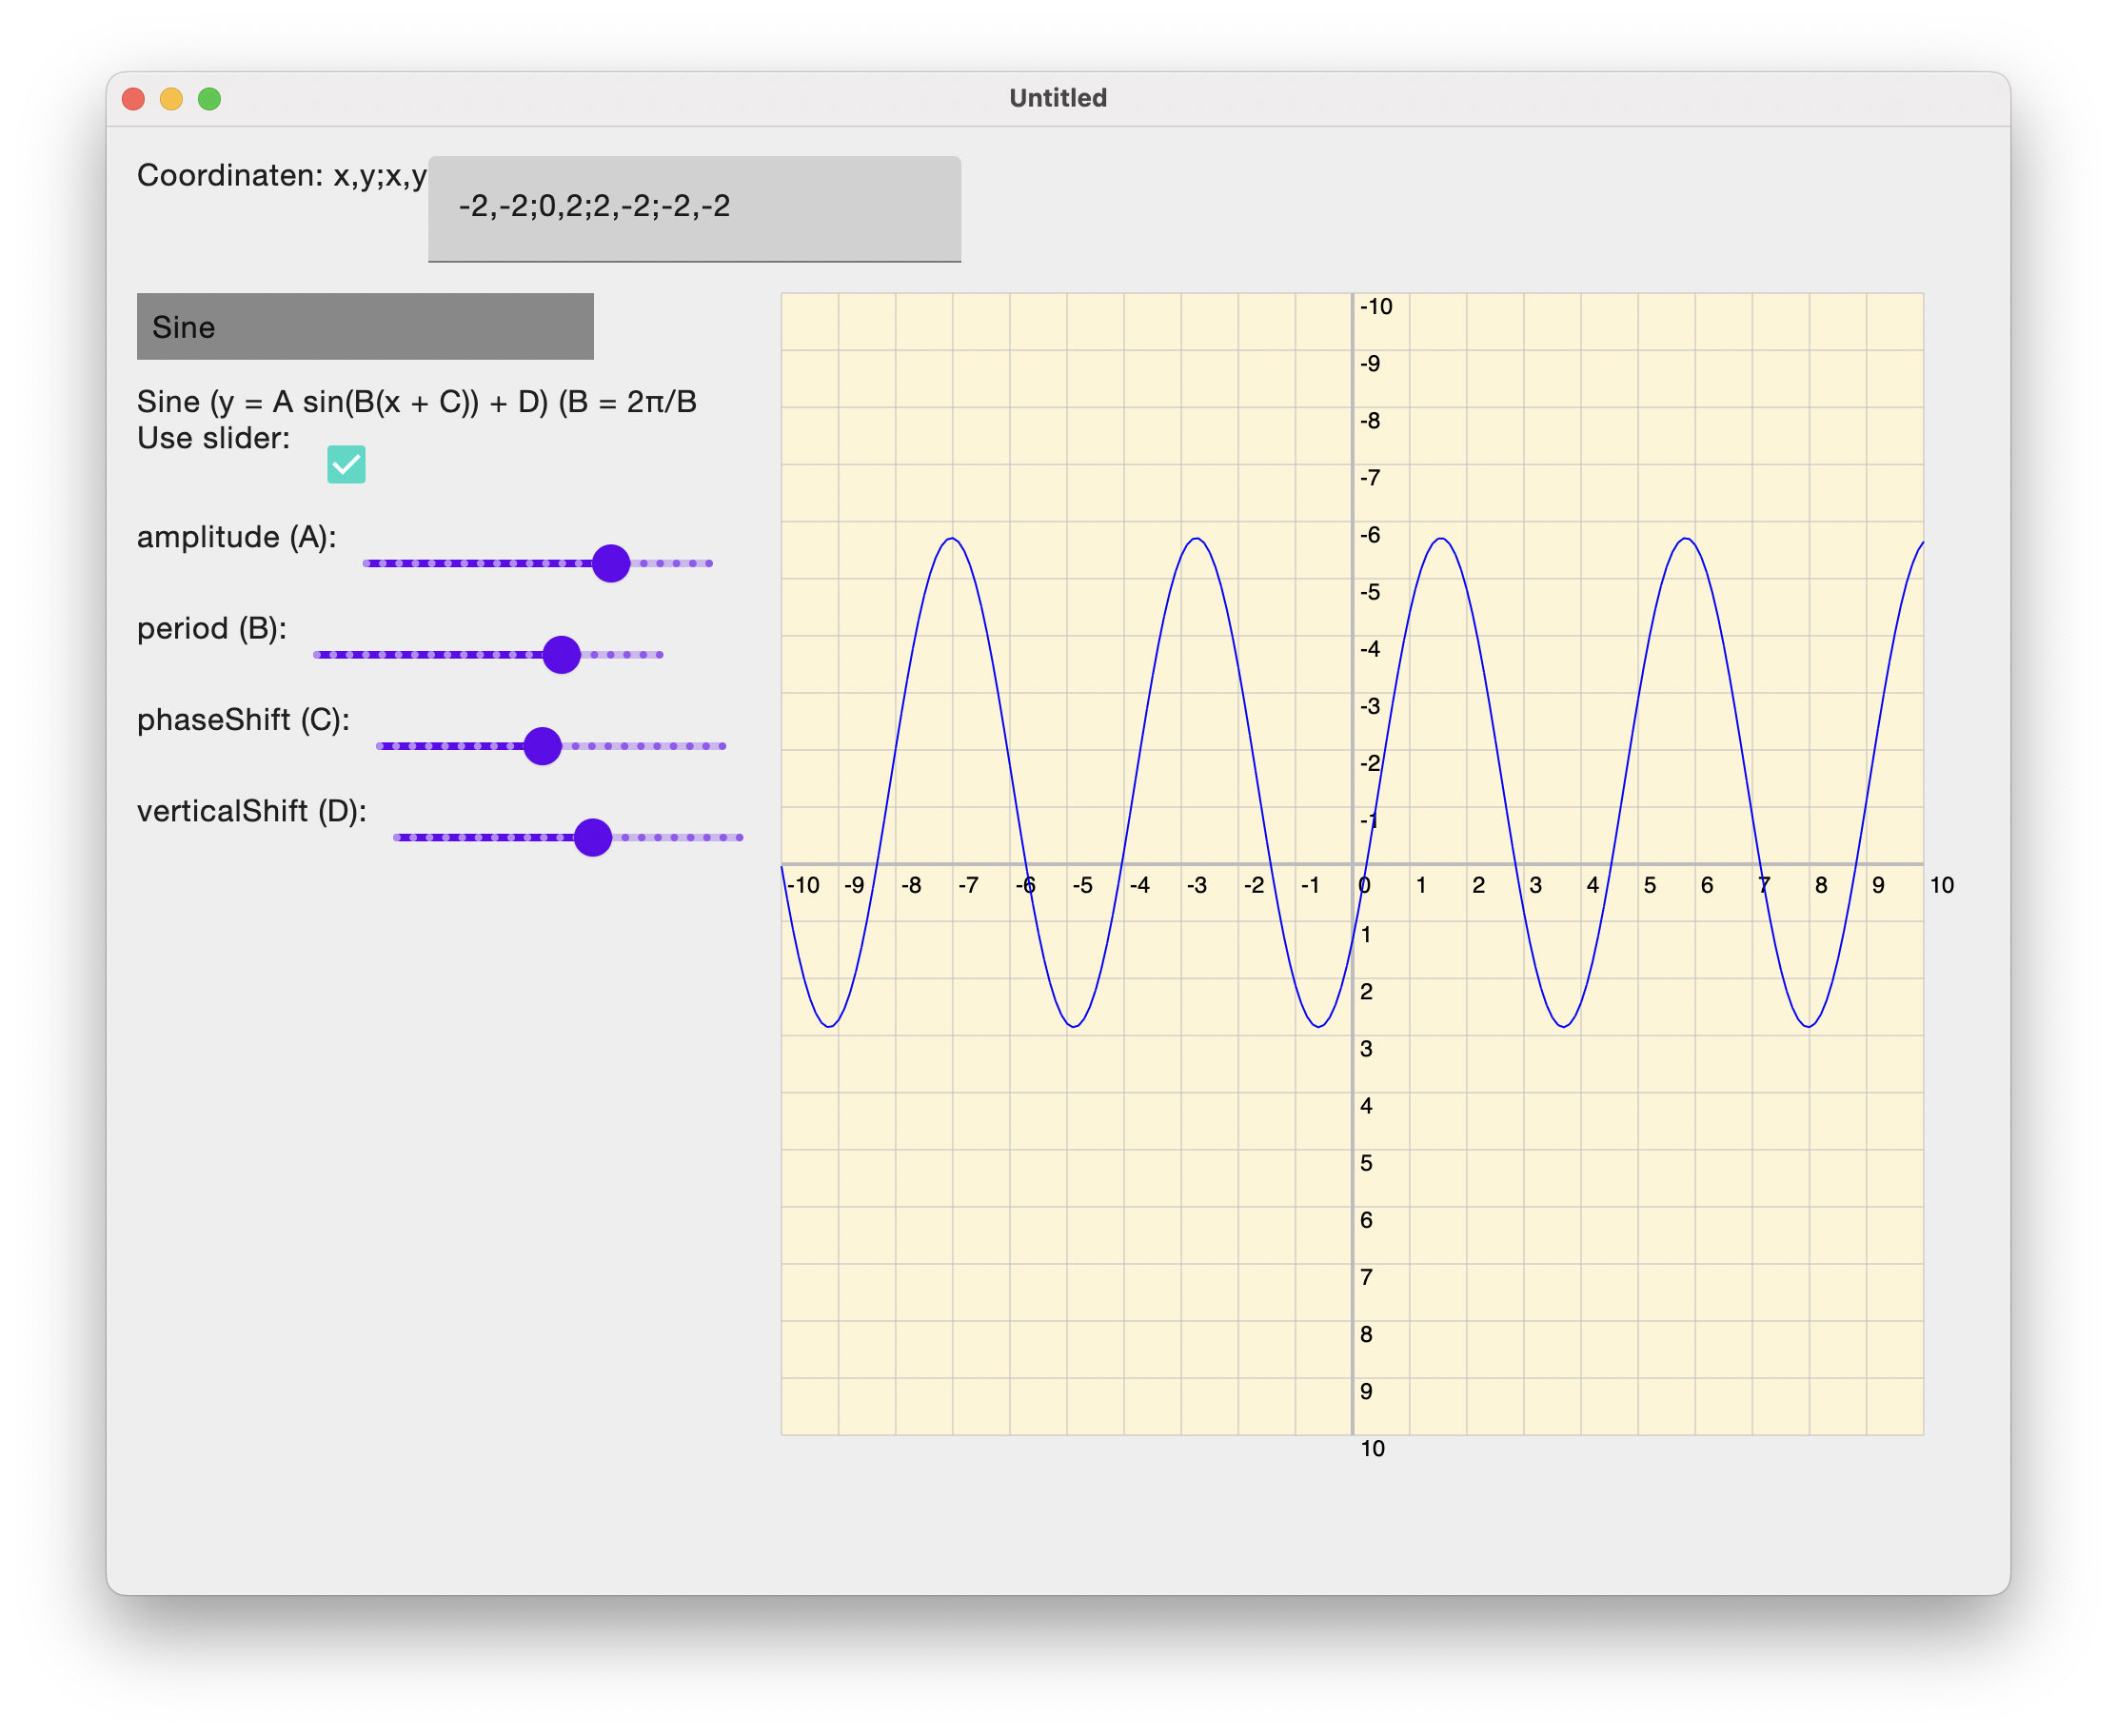 Untitled
Coordinaten: x,y;x,y
-2,-2;0,2;2,-2;-2,-2
Sine
Sine (y = A sin(B(x + C)) + D) (B = 2π/B
Use slider:
amplitude (A):
period (B):
phaseShift (C):
verticalShift (D):
-10
-9
-8
-7
-6
-5
-4
-3
-2
-1
-10 -9 -8 -7 -6 -5 -4 -3 -2 -1 0 1 2 3 4 5 6 7 8 9 10
1
2
3
4
5
6
7
8
9
10